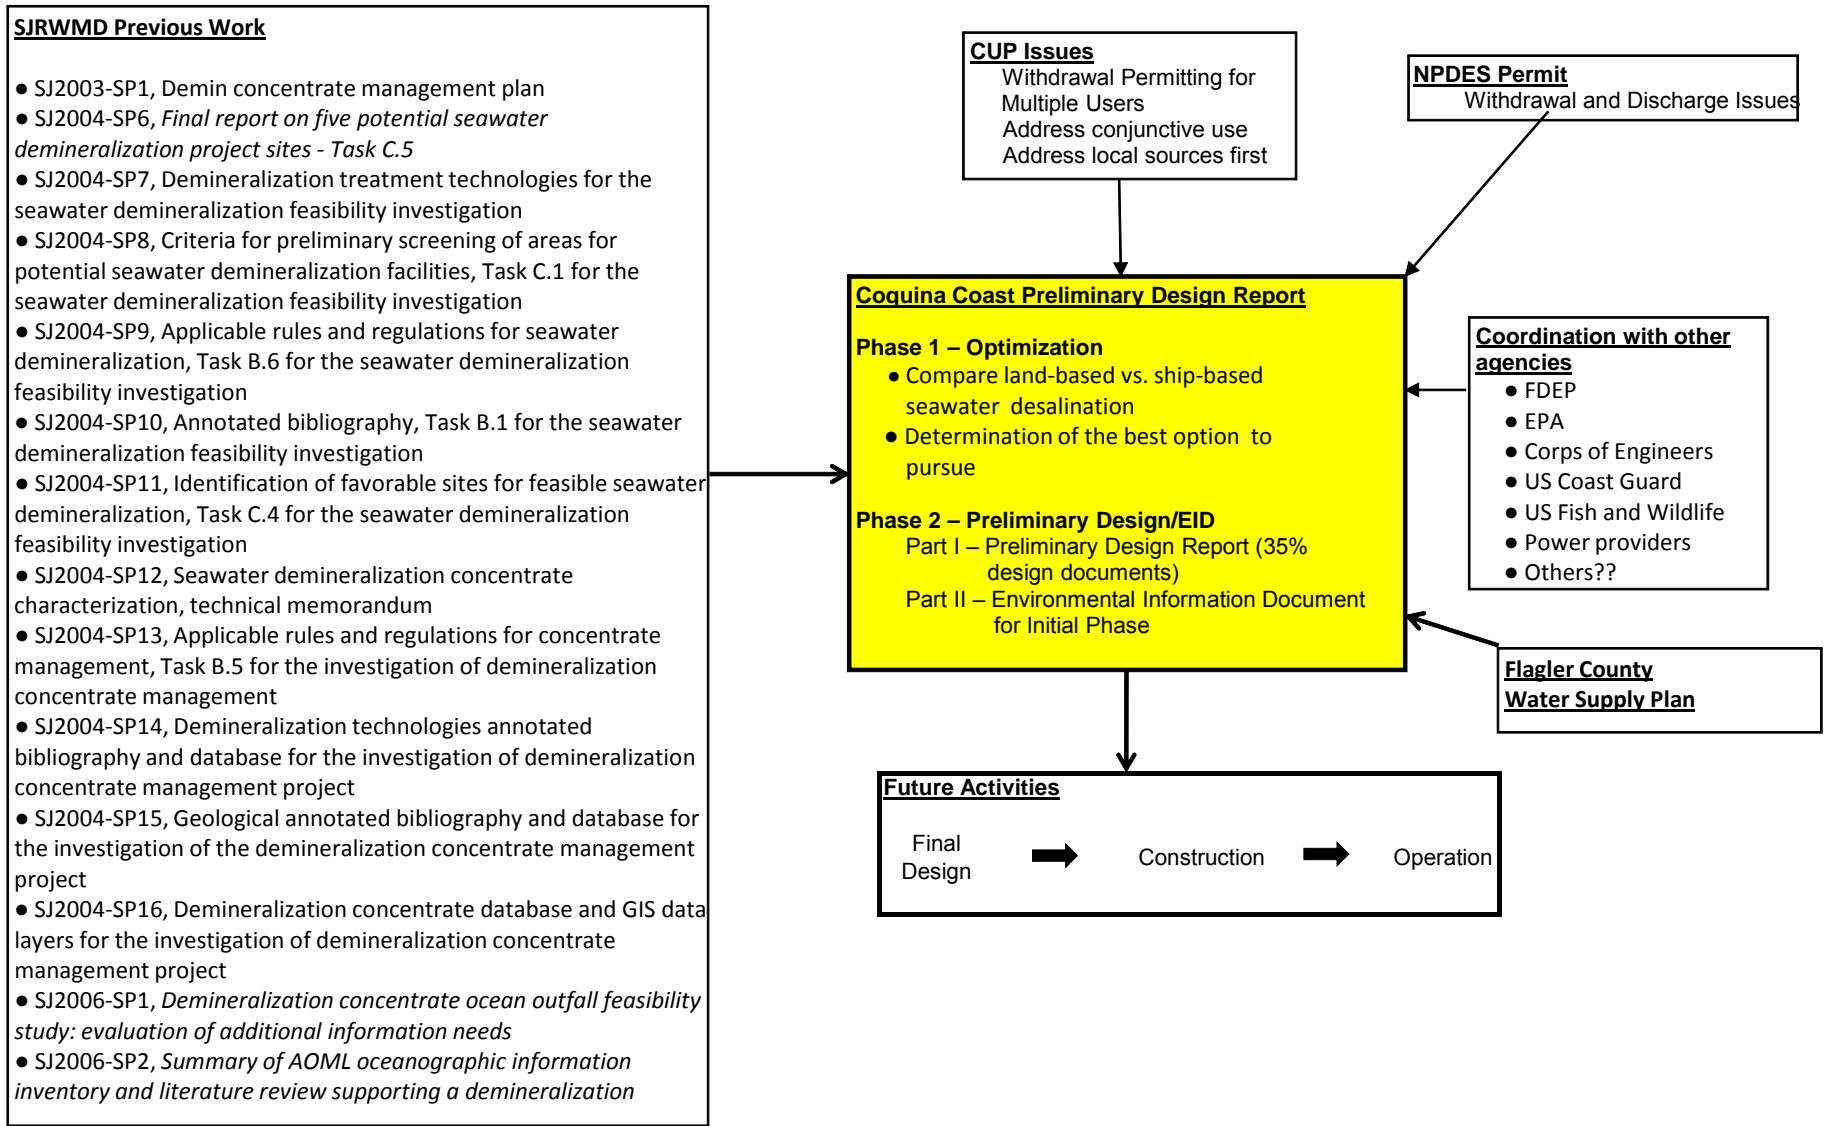 SJRWMD Previous Work
● SJ2003-SP1, Demin concentrate management plan
● SJ2004-SP6, Final report on five potential seawater
demineralization project sites - Task C.5
● SJ2004-SP7, Demineralization treatment technologies for the
seawater demineralization feasibility investigation
● SJ2004-SP8, Criteria for preliminary screening of areas for
potential seawater demineralization facilities, Task C.1 for the
seawater demineralization feasibility investigation
● SJ2004-SP9, Applicable rules and regulations for seawater
demineralization, Task B.6 for the seawater demineralization
feasibility investigation
● SJ2004-SP10, Annotated bibliography, Task B.1 for the seawater
demineralization feasibility investigation
● SJ2004-SP11, Identification of favorable sites for feasible seawater
demineralization, Task C.4 for the seawater demineralization
feasibility investigation
● SJ2004-SP12, Seawater demineralization concentrate
characterization, technical memorandum
● SJ2004-SP13, Applicable rules and regulations for concentrate
management, Task B.5 for the investigation of demineralization
concentrate management
● SJ2004-SP14, Demineralization technologies annotated
bibliography and database for the investigation of demineralization
concentrate management project
● SJ2004-SP15, Geological annotated bibliography and database for
the investigation of the demineralization concentrate management
project
● SJ2004-SP16, Demineralization concentrate database and GIS data
layers for the investigation of demineralization concentrate
management project
● SJ2006-SP1, Demineralization concentrate ocean outfall feasibility
study: evaluation of additional information needs
● SJ2006-SP2, Summary of AOML oceanographic information
inventory and literature review supporting a demineralization
CUP Issues
Withdrawal Permitting for
Multiple Users
Address conjunctive use
Address local sources first
NPDES Permit
Withdrawal and Discharge Issues
Coquina Coast Preliminary Design Report
Phase 1 – Optimization
● Compare land-based vs. ship-based
seawater desalination
● Determination of the best option to
pursue
Phase 2 – Preliminary Design/EID
Part I – Preliminary Design Report (35%
design documents)
Part II – Environmental Information Document
for Initial Phase
Coordination with other
agencies
● FDEP
● EPA
● Corps of Engineers
● US Coast Guard
● US Fish and Wildlife
● Power providers
● Others??
Flagler County
Water Supply Plan
Future Activities
Final
Design
Construction
Operation